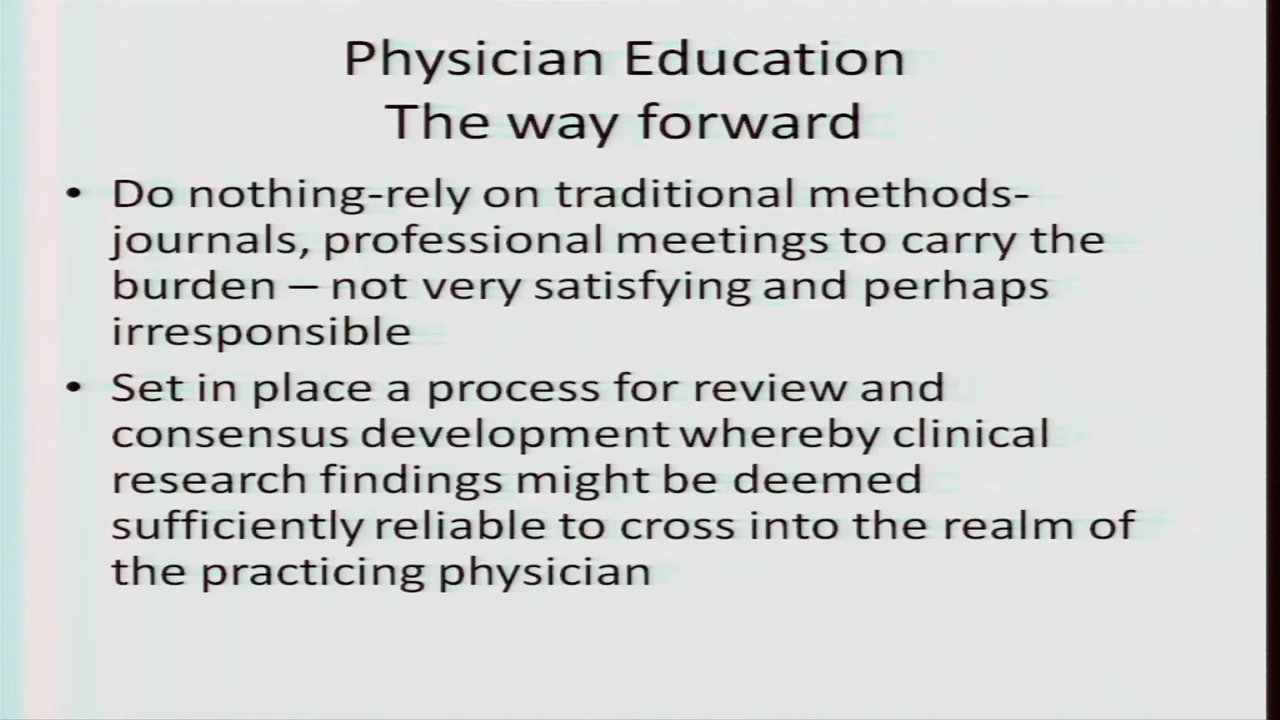 Physician Education
The way forward
• Do nothing-rely on traditional methods-
journals, professional meetings to carry the
burden – not very satisfying and perhaps
irresponsible
• Set in place a process for review and
consensus development whereby clinical
research findings might be deemed
sufficiently reliable to cross into the realm of
the practicing physician